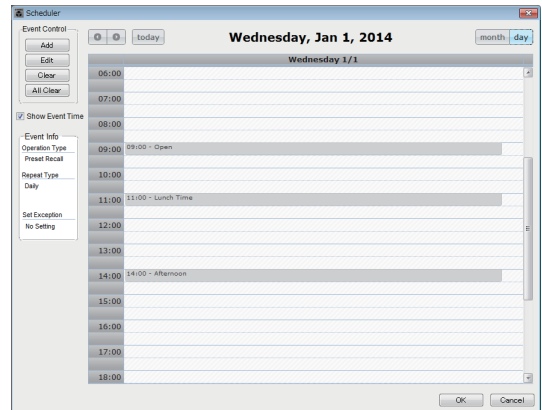 Scheduler
Event Control
Add
Edit
Clear
All Clear
Show Event Time
Event Info
Operation Type
Preset Recall
Repeat Type
Daily
Set Exception
No Setting
today
Wednesday, Jan 1, 2014
month day
Wednesday 1/1
06:00
07:00
08:00
09:00 09:00 - Open
10:00
11:00 11:00 - Lunch Time
12:00
13:00
14:00 14:00 - Afternoon
15:00
16:00
17:00
18:00
OK Cancel